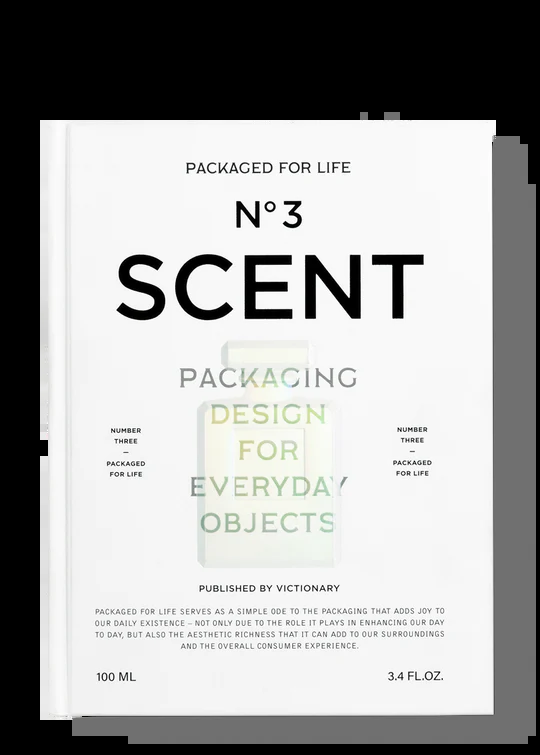 PACKAGED FOR LIFE
Nº 3
SCENT
PACKAGING
DESIGN
FOR
EVERYDAY
OBJECTS
NUMBER
THREE
–
PACKAGED
FOR LIFE
NUMBER
THREE
–
PACKAGED
FOR LIFE
PUBLISHED BY VICTIONARY
PACKAGED FOR LIFE SERVES AS A SIMPLE ODE TO THE PACKAGING THAT ADDS JOY TO
OUR DAILY EXISTENCE – NOT ONLY DUE TO THE ROLE IT PLAYS IN ENHANCING OUR DAY
TO DAY, BUT ALSO THE AESTHETIC RICHNESS THAT IT CAN ADD TO OUR SURROUNDINGS
AND THE OVERALL CONSUMER EXPERIENCE.
100 ML
3.4 FL.OZ.